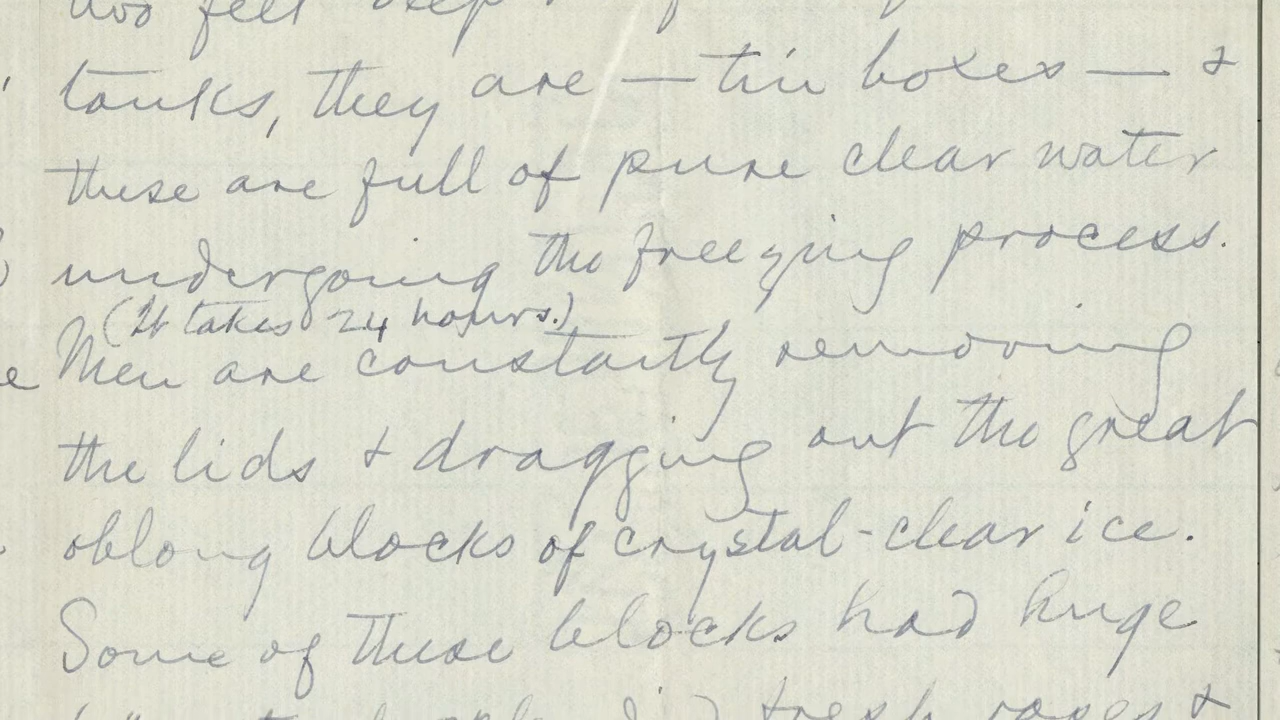 two feet deep
tanks, they are — tin boxes — &
these are full of pure clear water
undergoing the freezing process.
(It takes 24 hours.)
Men are constantly removing
the lids & dragging out the great
oblong blocks of crystal-clear ice.
Some of these blocks had huge
fresh roses &